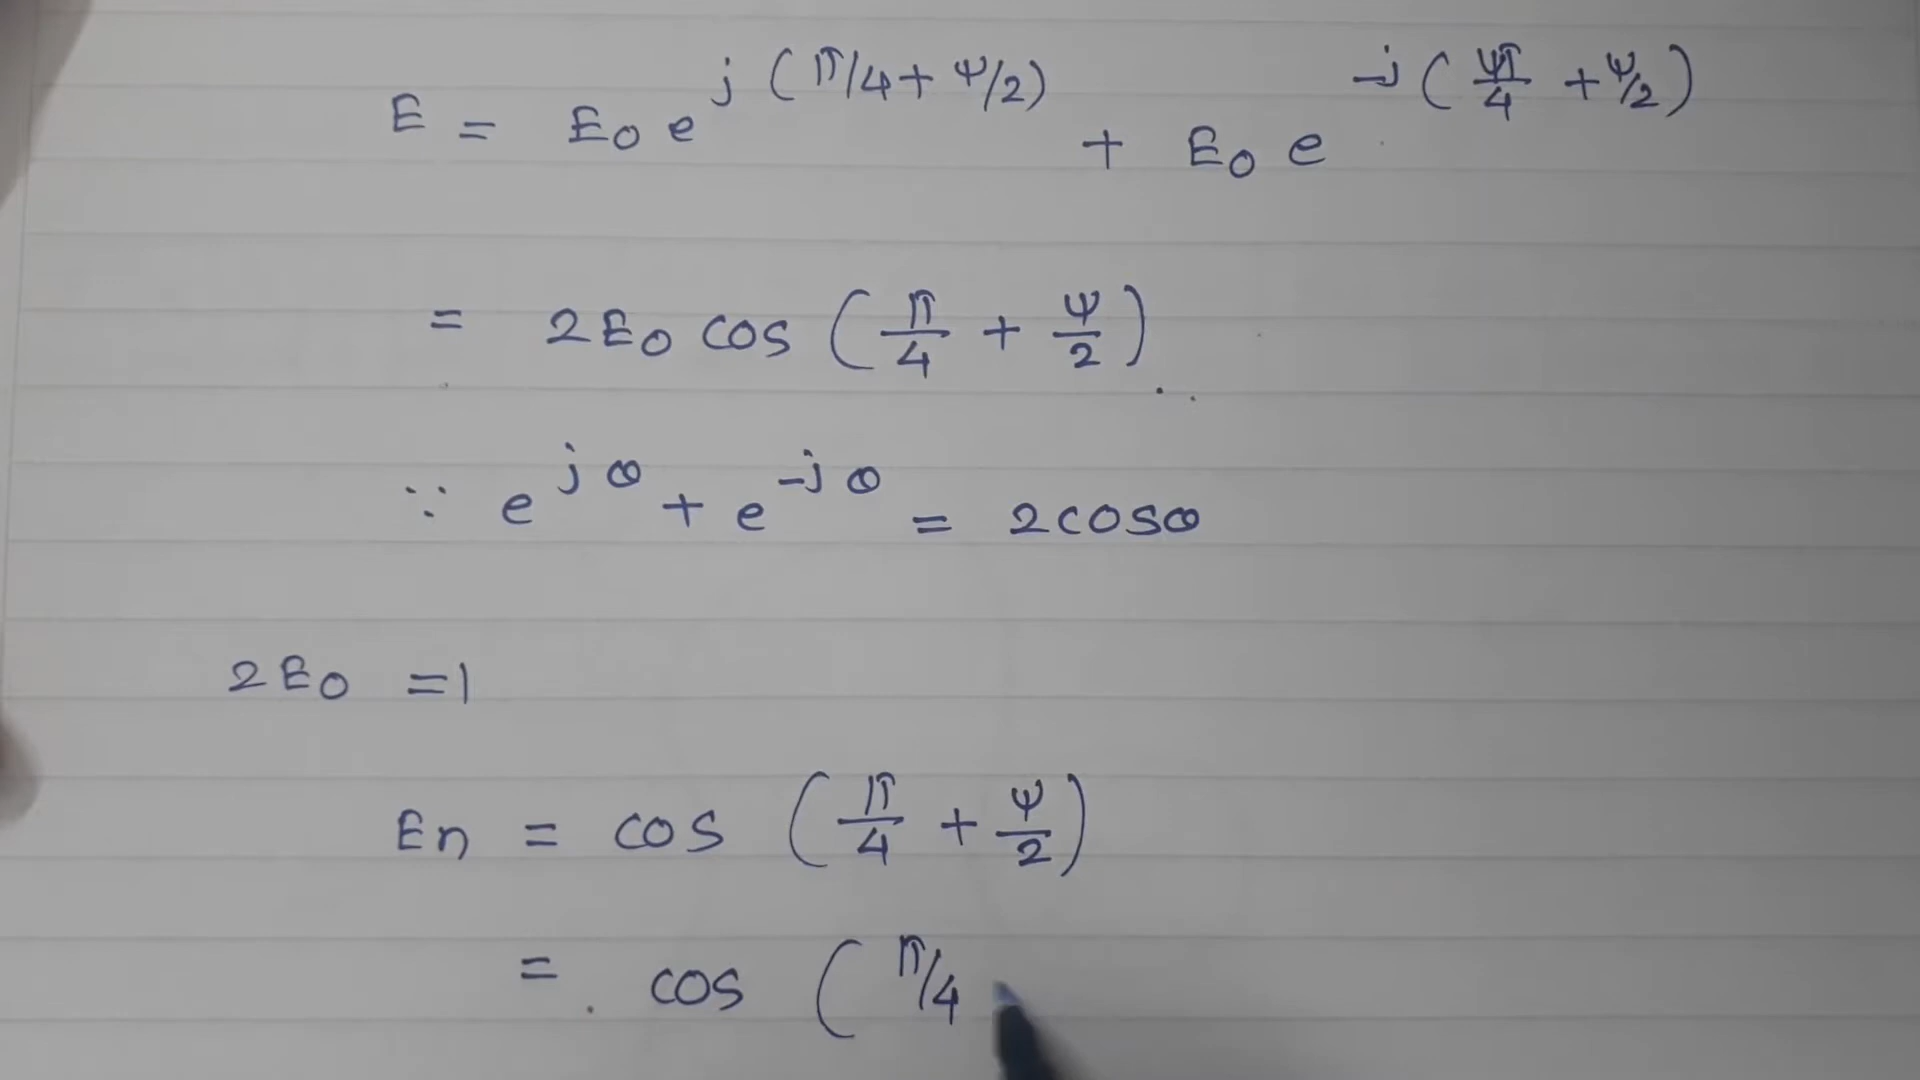 E = E0 e^j(π/4 + ψ/2) + E0 e^-j(π/4 + ψ/2)
= 2E0 cos (π/4 + ψ/2)
∵ e^jθ + e^-jθ = 2cosθ
2E0 = 1
En = cos (π/4 + ψ/2)
= cos (π/4